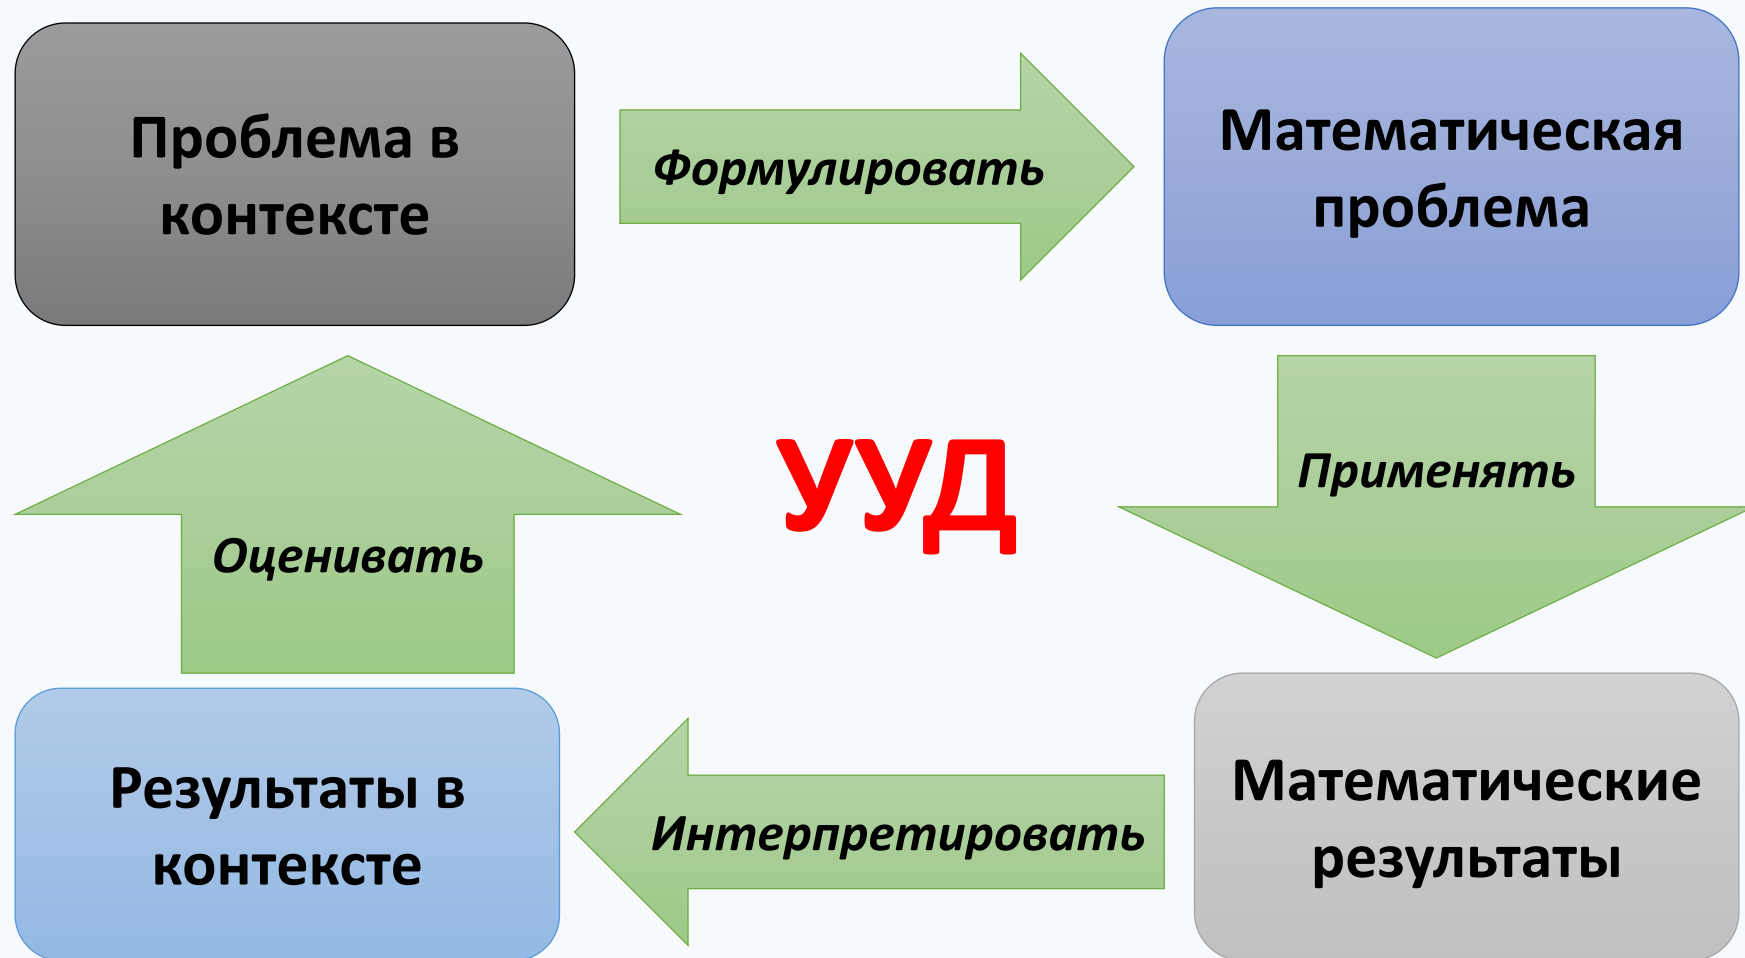 Проблема в
контексте
Формулировать
Математическая
проблема
Применять
УУД
Оценивать
Результаты в
контексте
Интерпретировать
Математические
результаты